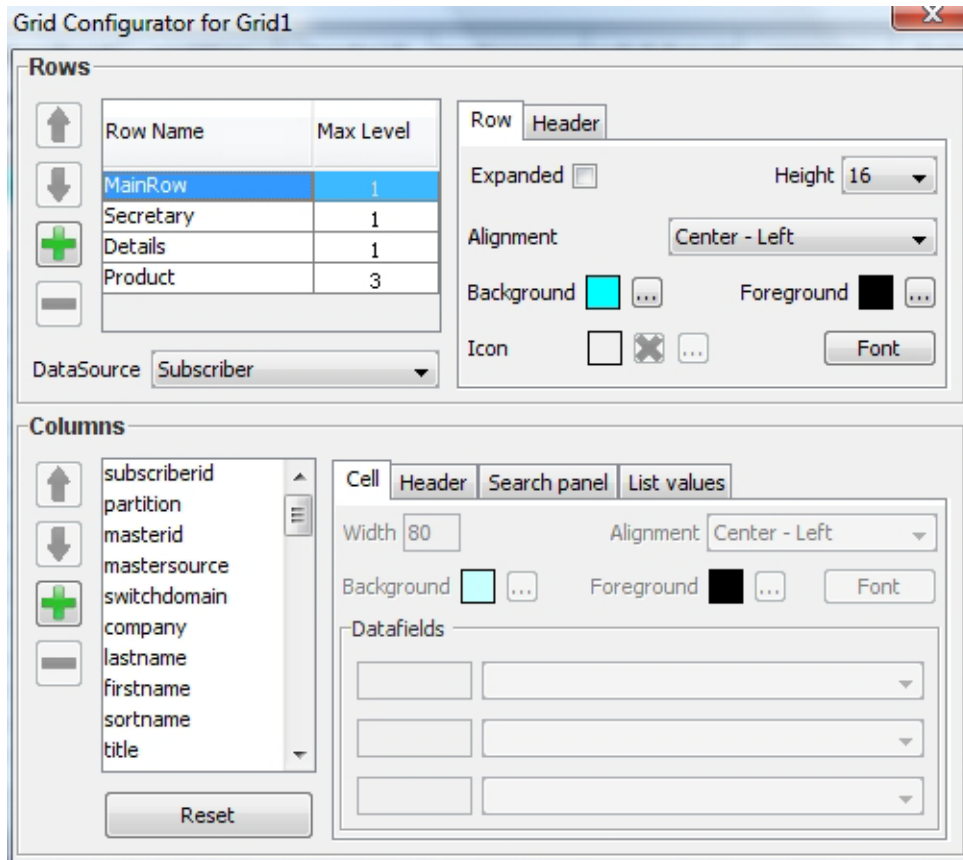 Grid Configurator for Grid1
X
Rows
Row Name Max Level
MainRow 1
Secretary 1
Details 1
Product 3
DataSource Subscriber
Row Header
Expanded Height 16
Alignment Center - Left
Background ... Foreground ...
Icon ... Font
Columns
subscriberid
partition
masterid
mastersource
switchdomain
company
lastname
firstname
sortname
title
Reset
Cell Header Search panel List values
Width 80 Alignment Center - Left
Background ... Foreground ... Font
Datafields